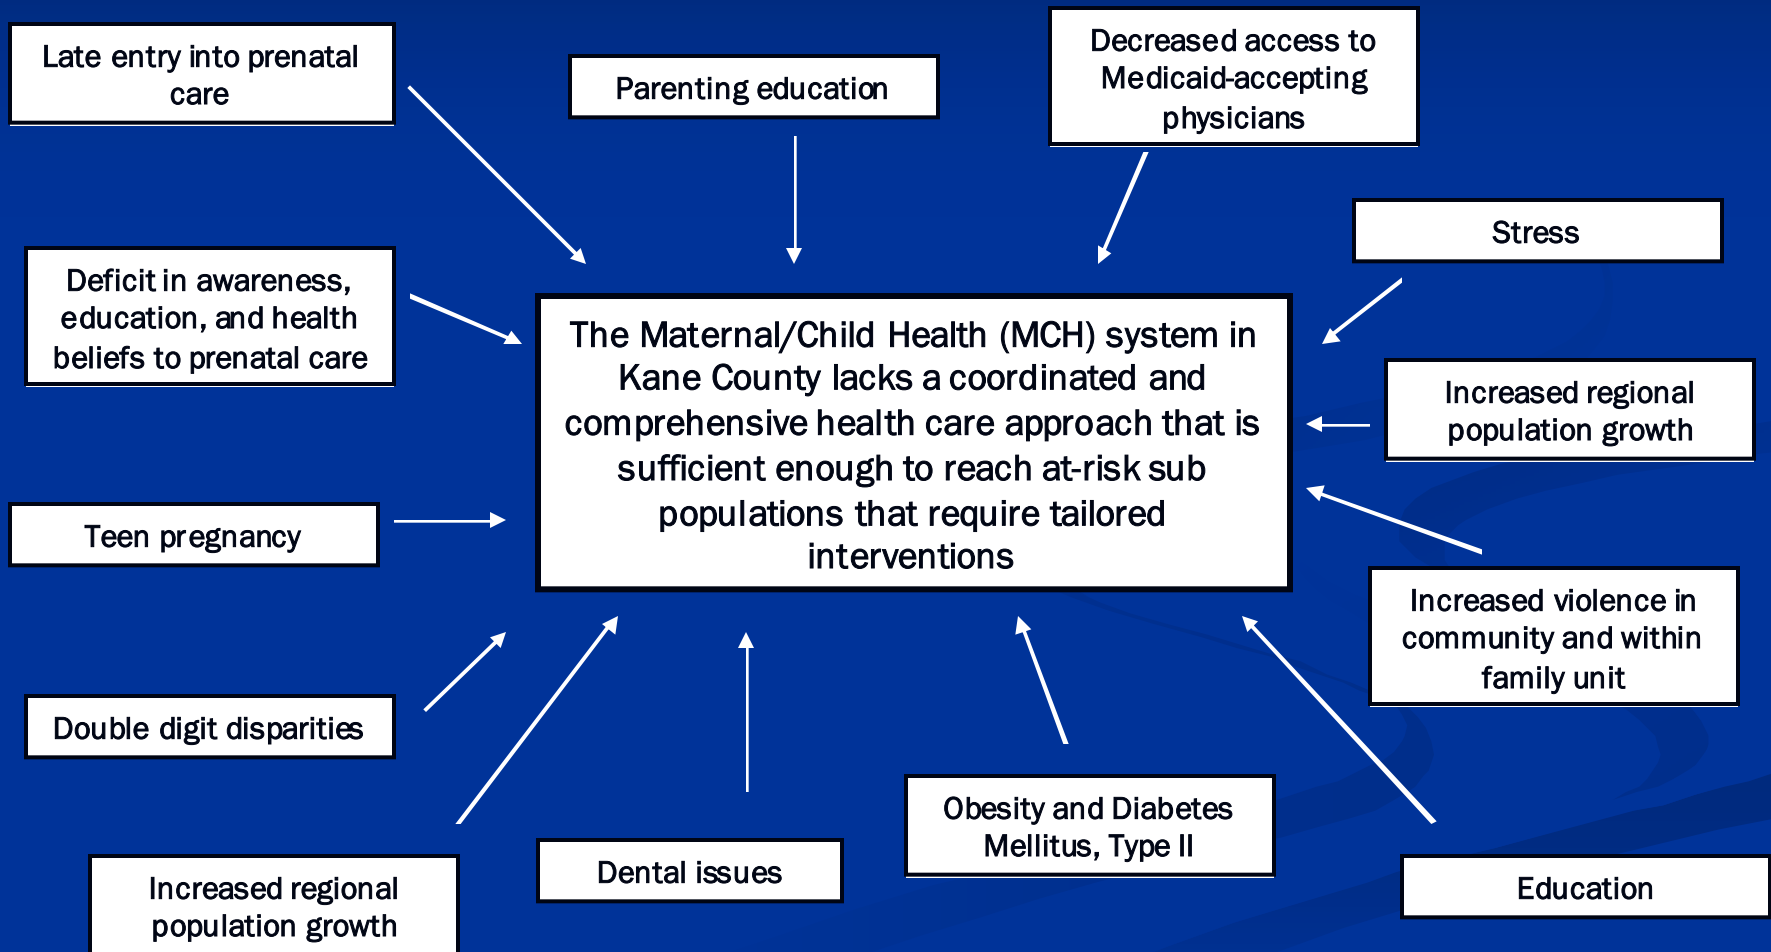 Late entry into prenatal
care
Parenting education
Decreased access to
Medicaid-accepting
physicians
Stress
Deficit in awareness,
education, and health
beliefs to prenatal care
The Maternal/Child Health (MCH) system in
Kane County lacks a coordinated and
comprehensive health care approach that is
sufficient enough to reach at-risk sub
populations that require tailored
interventions
Increased regional
population growth
Teen pregnancy
Increased violence in
community and within
family unit
Double digit disparities
Increased regional
population growth
Dental issues
Obesity and Diabetes
Mellitus, Type II
Education